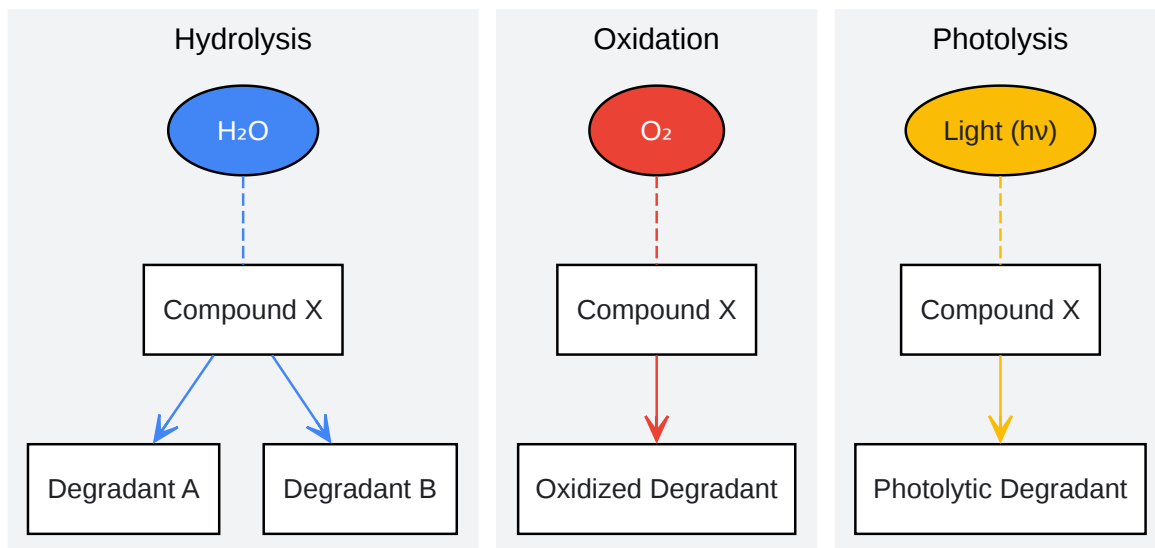 Hydrolysis
H₂O
Compound X
Degradant A
Degradant B
Oxidation
O₂
Compound X
Oxidized Degradant
Photolysis
Light (hν)
Compound X
Photolytic Degradant